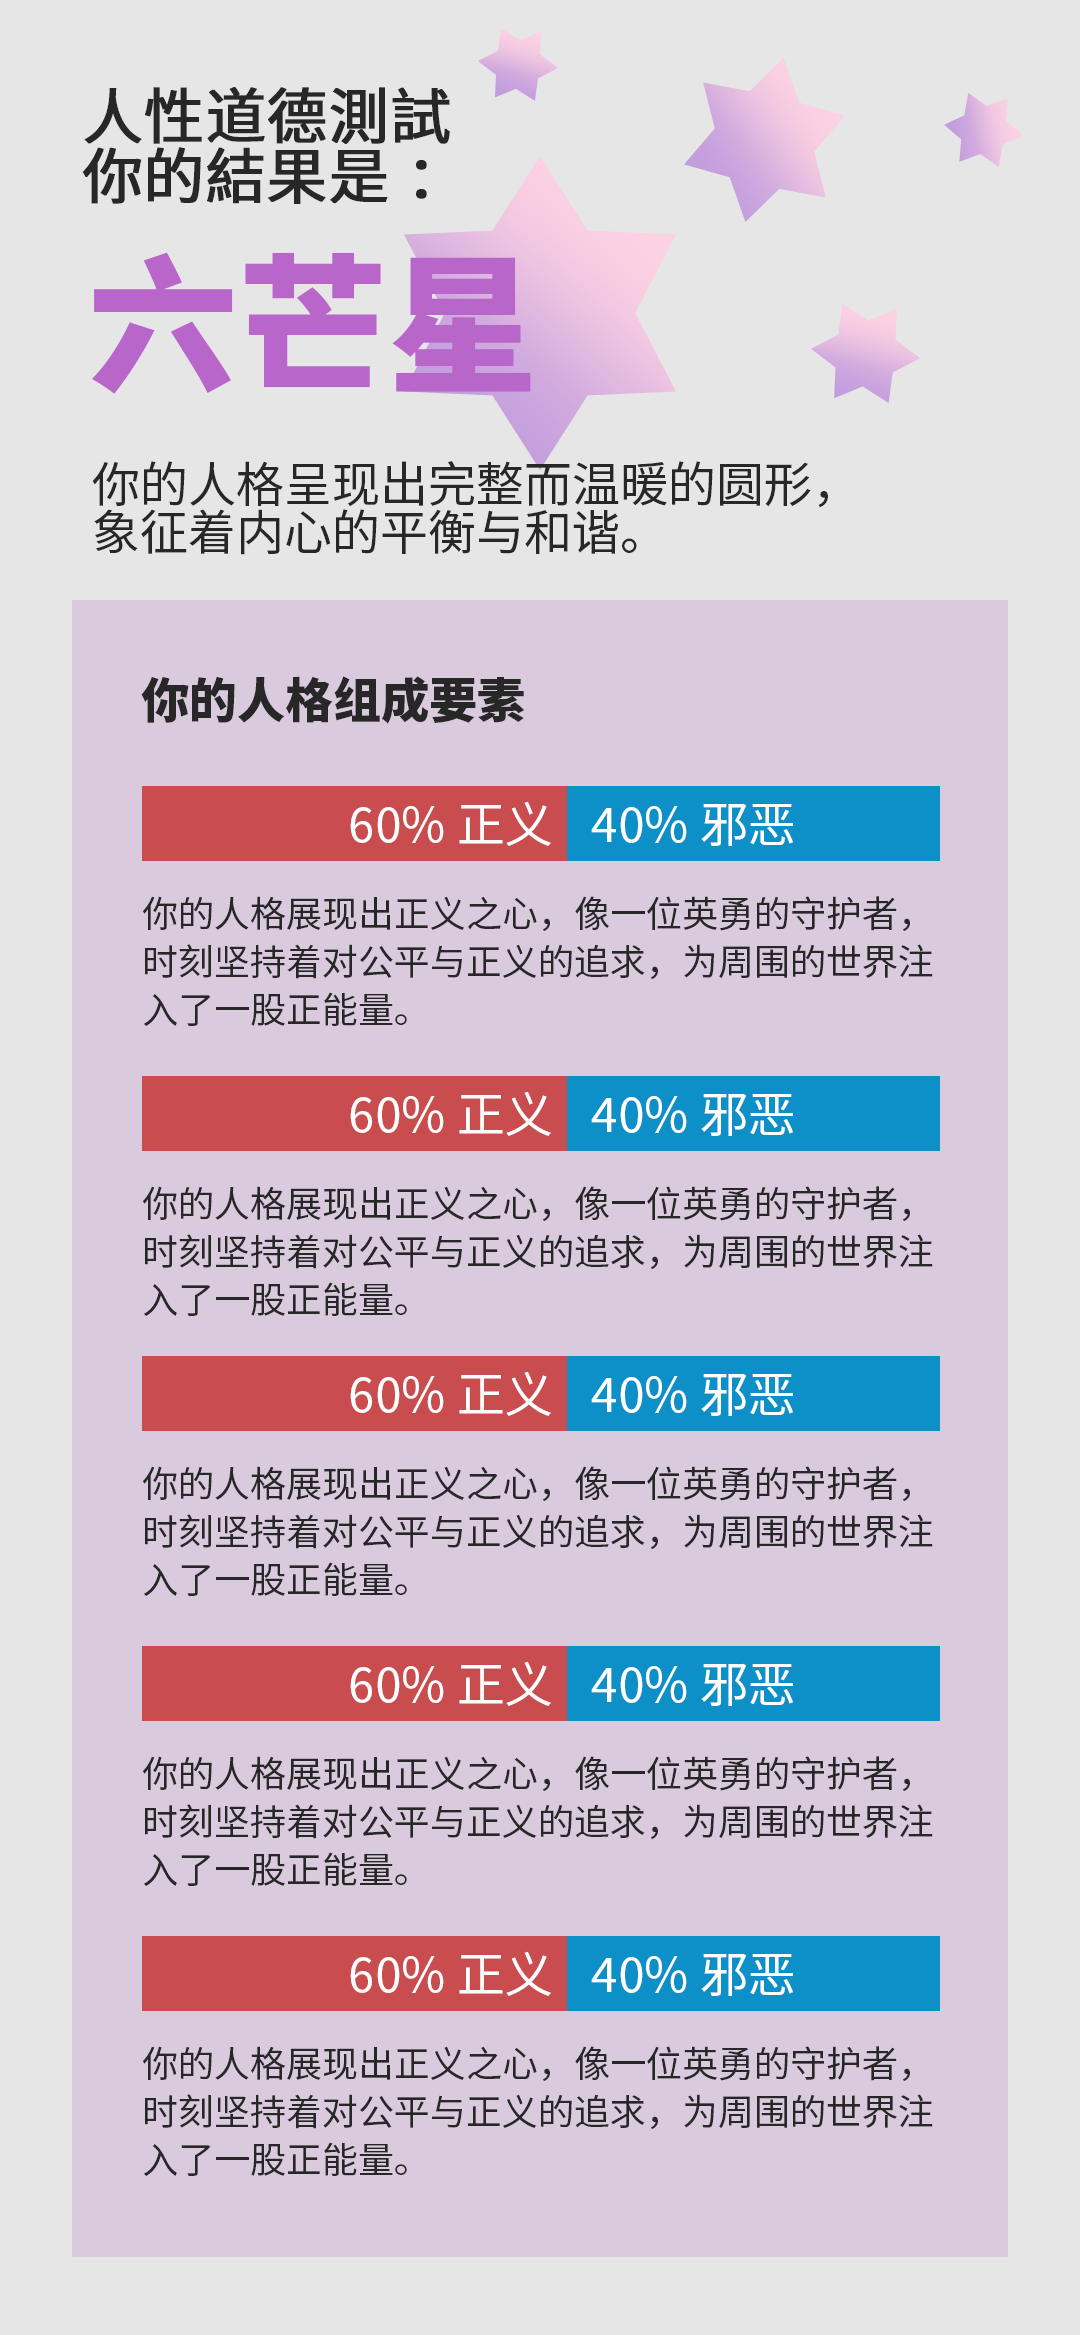 人性道德測試
你的結果是：
六芒星
你的人格呈现出完整而温暖的圆形，
象征着内心的平衡与和谐。
你的人格组成要素
60% 正义 40% 邪恶
你的人格展现出正义之心，像一位英勇的守护者，
时刻坚持着对公平与正义的追求，为周围的世界注
入了一股正能量。
60% 正义 40% 邪恶
你的人格展现出正义之心，像一位英勇的守护者，
时刻坚持着对公平与正义的追求，为周围的世界注
入了一股正能量。
60% 正义 40% 邪恶
你的人格展现出正义之心，像一位英勇的守护者，
时刻坚持着对公平与正义的追求，为周围的世界注
入了一股正能量。
60% 正义 40% 邪恶
你的人格展现出正义之心，像一位英勇的守护者，
时刻坚持着对公平与正义的追求，为周围的世界注
入了一股正能量。
60% 正义 40% 邪恶
你的人格展现出正义之心，像一位英勇的守护者，
时刻坚持着对公平与正义的追求，为周围的世界注
入了一股正能量。